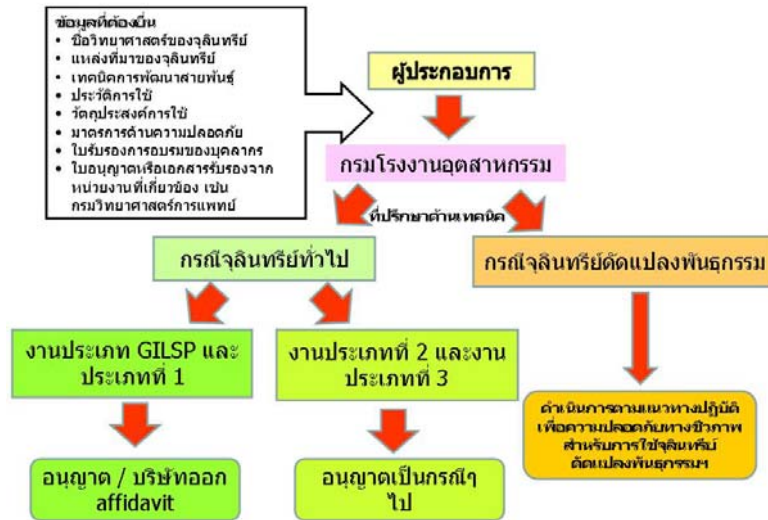 ข้อมูลที่ต้องยื่น
• ชื่อวิทยาศาสตร์ของจุลินทรีย์
• แหล่งที่มาของจุลินทรีย์
• เทคนิคการพัฒนาสายพันธุ์
• ประวัติการใช้
• วัตถุประสงค์การใช้
• มาตรการด้านความปลอดภัย
• ใบรับรองการอบรมของบุคลากร
• ใบอนุญาตหรือเอกสารรับรองจาก
หน่วยงานที่เกี่ยวข้อง เช่น
กรมวิทยาศาสตร์การแพทย์
ผู้ประกอบการ
กรมโรงงานอุตสาหกรรม
ที่ปรึกษาด้านเทคนิค
กรณีจุลินทรีย์ทั่วไป
กรณีจุลินทรีย์ดัดแปลงพันธุกรรม
งานประเภท GILSP และ
ประเภทที่ 1
งานประเภทที่ 2 และงาน
ประเภทที่ 3
ดำเนินการตามแนวทางปฏิบัติ
เพื่อความปลอดภัยทางชีวภาพ
สำหรับการใช้จุลินทรีย์
ดัดแปลงพันธุกรรมฯ
อนุญาต / บริษัทออก
affidavit
อนุญาตเป็นกรณีๆ
ไป